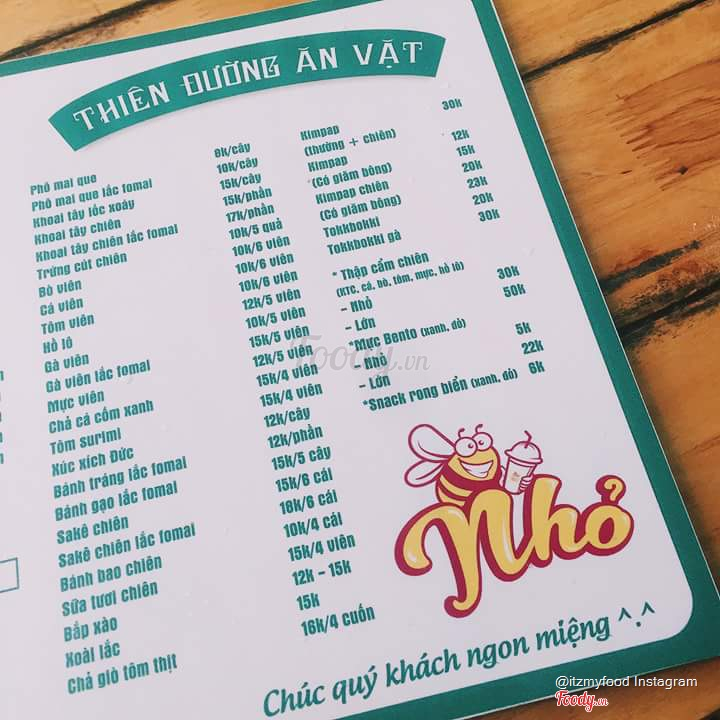 THIÊN ĐƯỜNG ĂN VẶT
Phô mai que 8k/cây
Phô mai que lắc fomai 10k/cây
Khoai tây lốc xoáy 15k/cây
Khoai tây chiên 15k/phần
Khoai tây chiên lắc fomai 17k/phần
Trứng cút chiên 10k/5 quả
Bò viên 10k/6 viên
Cá viên 10k/6 viên
Tôm viên 10k/6 viên
Hồ lô 12k/5 viên
Gà viên 10k/5 viên
Gà viên lắc fomai 15k/5 viên
Mực viên 12k/5 viên
Chả cá cốm xanh 15k/4 viên
Tôm surimi 15k/4 viên
Xúc xích Đức 12k/cây
Bánh tráng lắc fomai 12k/phần
Bánh gạo lắc fomai 15k/5 cây
Sakê chiên 15k/6 cái
Sakê chiên lắc fomai 18k/6 cái
Bánh bao chiên 10k/4 cái
Sữa tươi chiên 15k/4 viên
Bắp xào 12k - 15k
Xoài lắc 15k
Chả giò tôm thịt 16k/4 cuốn
Kimpap 30k
(thường + chiên)
Kimpap 12k
(Có giăm bông) 15k
Kimpap chiên 20k
(Có giăm bông) 23k
Tokkbokki 20k
Tokkbokki gà 30k
* Thập cẩm chiên
(KTC, cá, bò, tôm, mực, hồ lô)
- Nhỏ 30k
- Lớn 50k
*Mực Bento (xanh, đỏ)
- Nhỏ 5k
- Lớn 22k
*Snack rong biển (xanh, đỏ) 6k
Nhỏ
Chúc quý khách ngon miệng ^.^
Foody.vn
@itzmyfood Instagram
Foody.vn